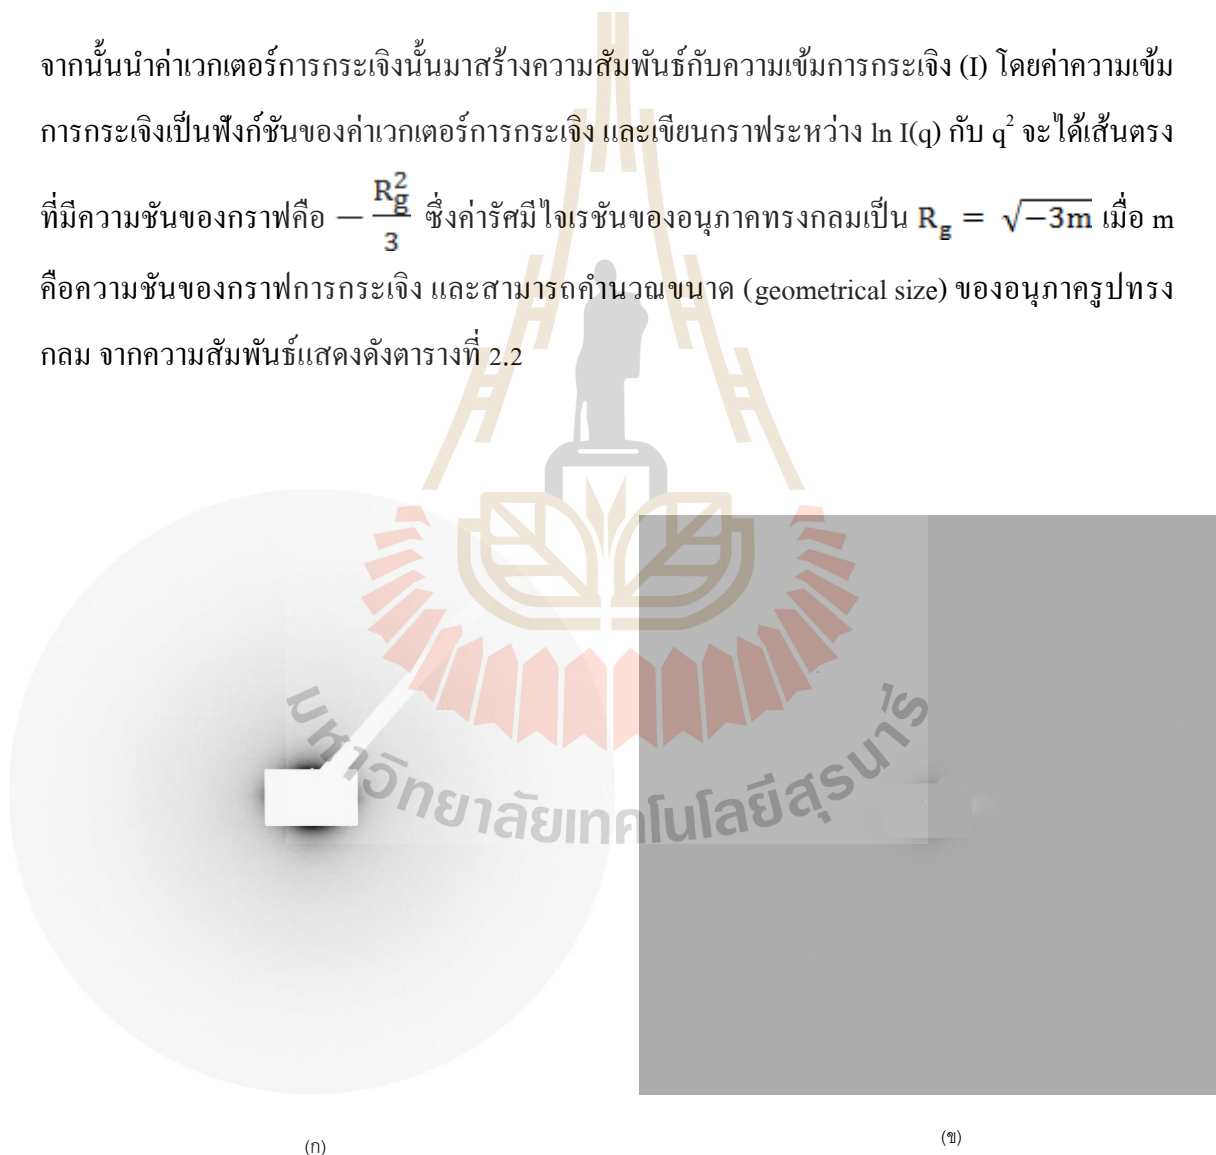 จากนั้นนำค่าเวกเตอร์การกระเจิงนั้นมาสร้างความสัมพันธ์กับความเข้มการกระเจิง (I) โดยค่าความเข้ม
การกระเจิงเป็นฟังก์ชันของค่าเวกเตอร์การกระเจิง และเขียนกราฟระหว่าง ln I(q) กับ q² จะได้เส้นตรง
ที่มีความชันของกราฟคือ −R_g²/3 ซึ่งค่ารัศมีไจเรชันของอนุภาคทรงกลมเป็น R_g = √−3m เมื่อ m
คือความชันของกราฟการกระเจิง และสามารถคำนวณขนาด (geometrical size) ของอนุภาครูปทรง
กลม จากความสัมพันธ์แสดงดังตารางที่ 2.2
มหาวิทยาลัยเทคโนโลยีสุรนารี
(ก)
(ข)